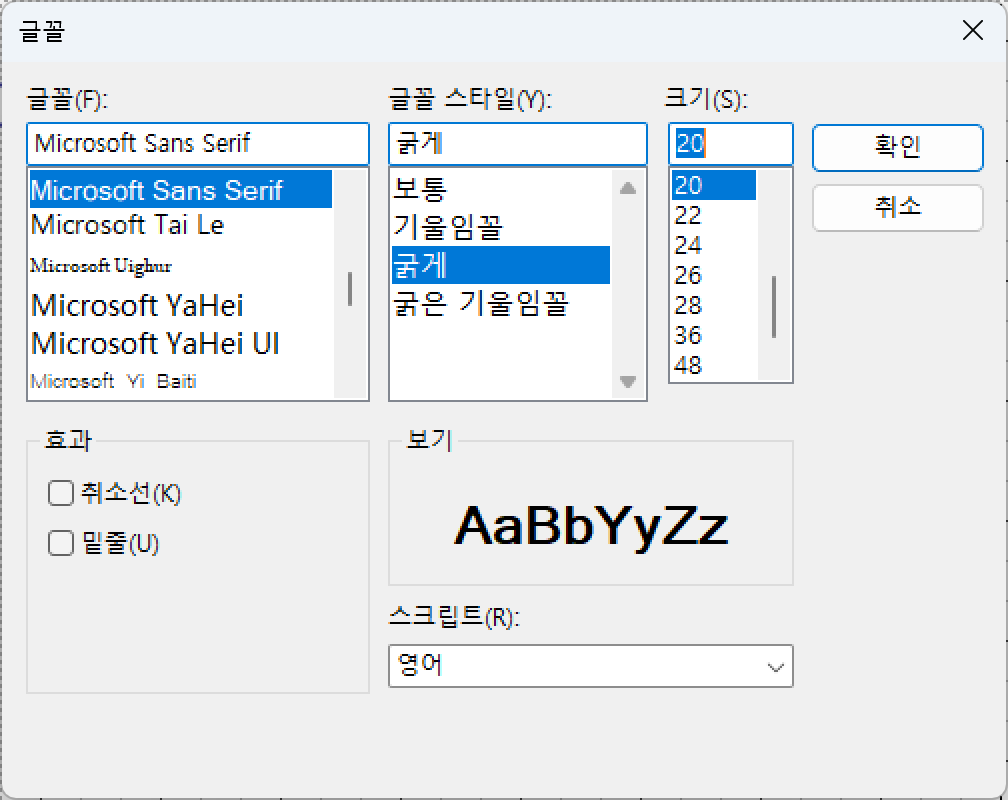 글꼴
글꼴(F):
Microsoft Sans Serif
Microsoft Sans Serif
Microsoft Tai Le
Microsoft Uighur
Microsoft YaHei
Microsoft YaHei UI
Microsoft Yi Baiti
글꼴 스타일(Y):
굵게
보통
기울임꼴
굵게
굵은 기울임꼴
크기(S):
20
20
22
24
26
28
36
48
확인
취소
효과
취소선(K)
밑줄(U)
보기
AaBbYyZz
스크립트(R):
영어